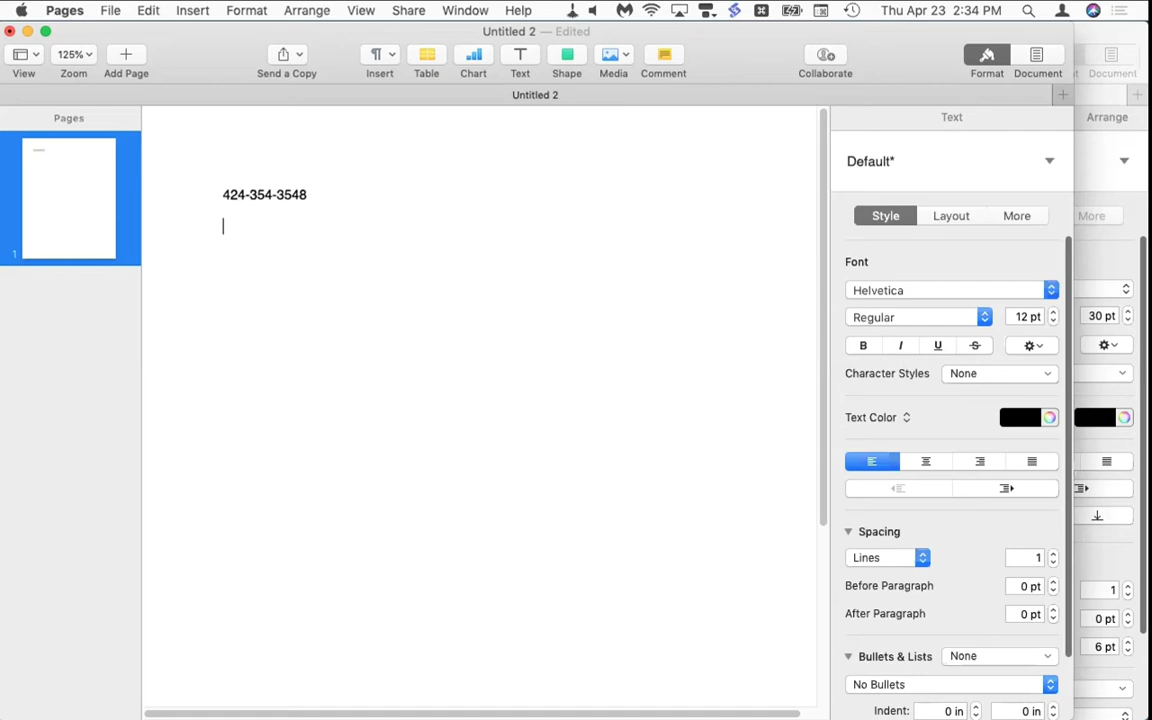 Pages File Edit Insert Format Arrange View Share Window Help Thu Apr 23 2:34 PM
Untitled 2 — Edited
125%
View Zoom Add Page Send a Copy Insert Table Chart Text Shape Media Comment Collaborate Format Document Document
Untitled 2
Pages
Text
Arrange
1
424-354-3548
Default*
Style Layout More More
Font
Helvetica
Regular 12 pt 30 pt
B I U S
Character Styles None
Text Color
Spacing
Lines 1 1
Before Paragraph 0 pt 0 pt
After Paragraph 0 pt 6 pt
Bullets & Lists None
No Bullets
Indent: 0 in 0 in